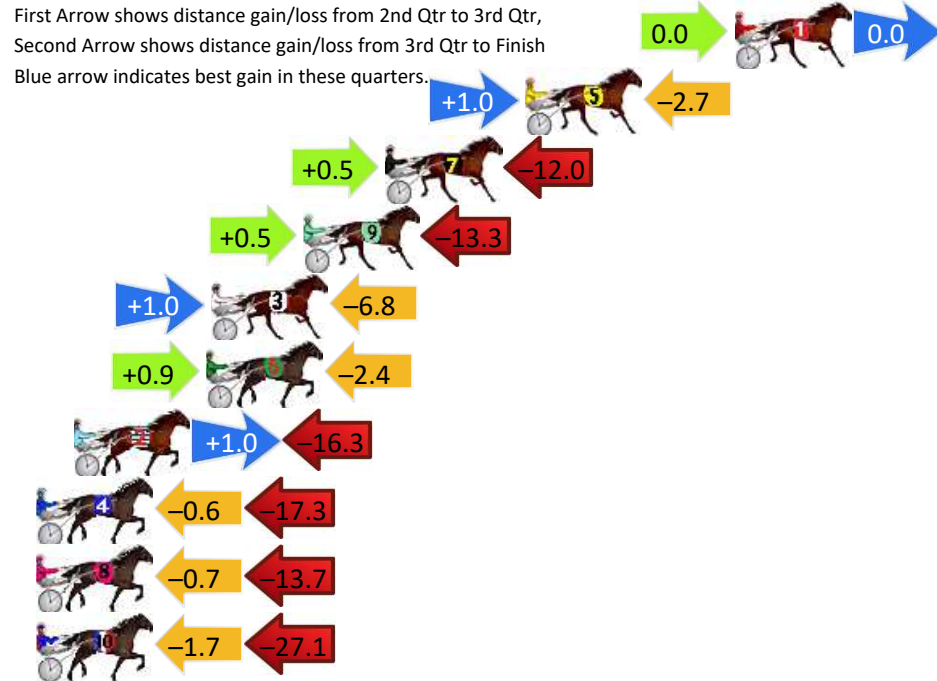 First Arrow shows distance gain/loss from 2nd Qtr to 3rd Qtr,
Second Arrow shows distance gain/loss from 3rd Qtr to Finish
Blue arrow indicates best gain in these quarters.
0.0 1 0.0
+1.0 5 –2.7
+0.5 7 –12.0
+0.5 9 –13.3
+1.0 3 –6.8
+0.9 6 –2.4
2 +1.0 –16.3
4 –0.6 –17.3
8 –0.7 –13.7
10 –1.7 –27.1